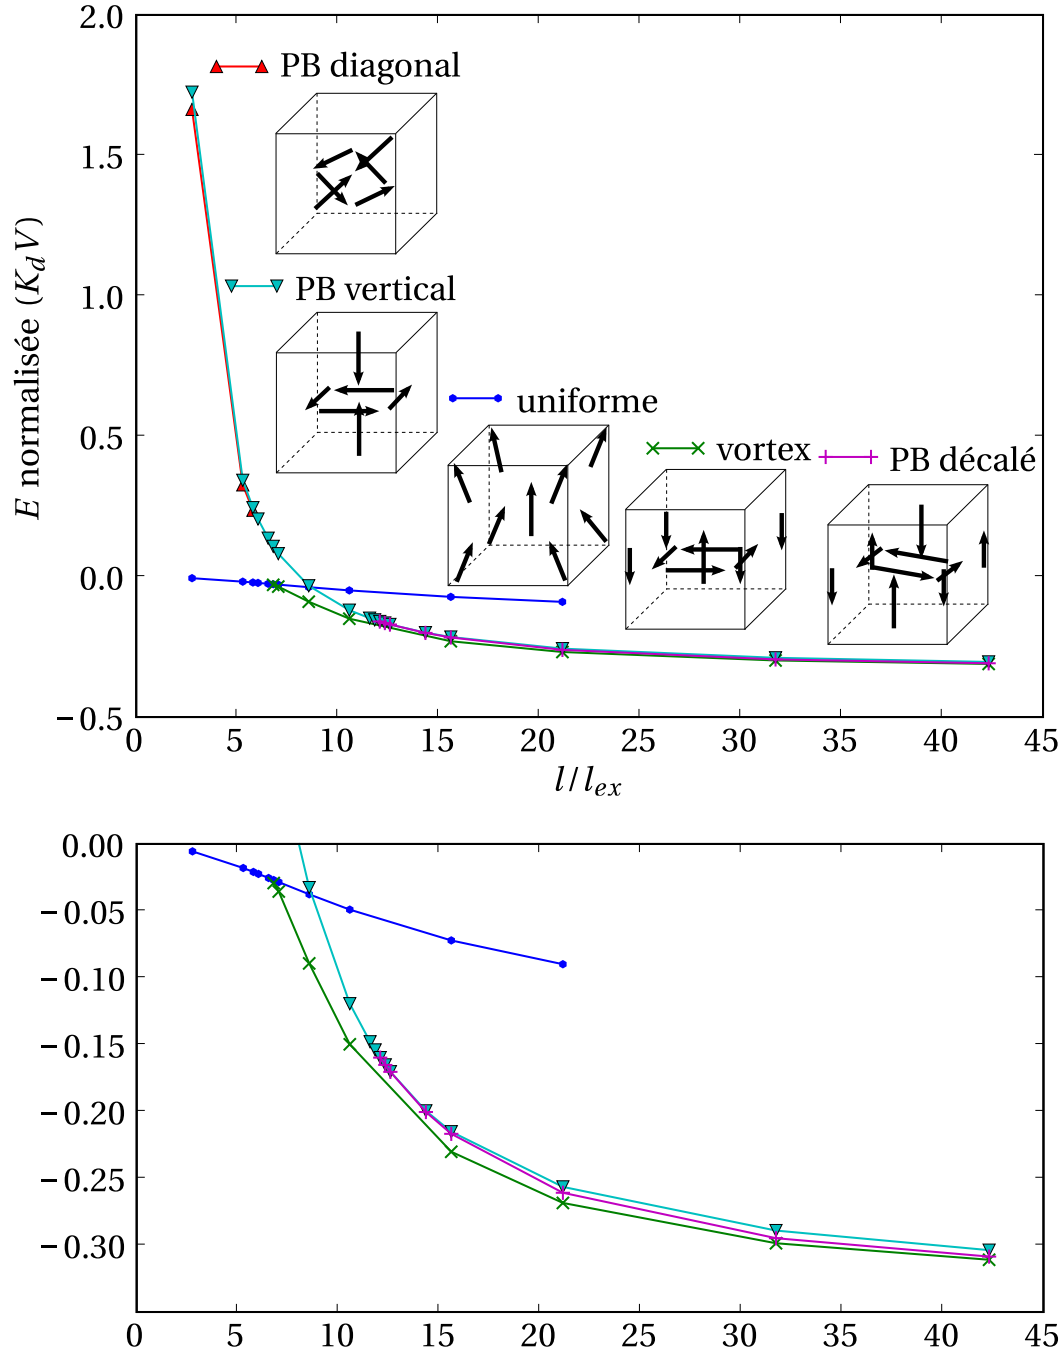 2.0
PB diagonal
1.5
E normalisée (K_d V)
1.0
PB vertical
0.5
uniforme
vortex
PB décalé
0.0
−0.5
0 5 10 15 20 25 30 35 40 45
l/l_ex
0.00
−0.05
−0.10
−0.15
−0.20
−0.25
−0.30
0 5 10 15 20 25 30 35 40 45